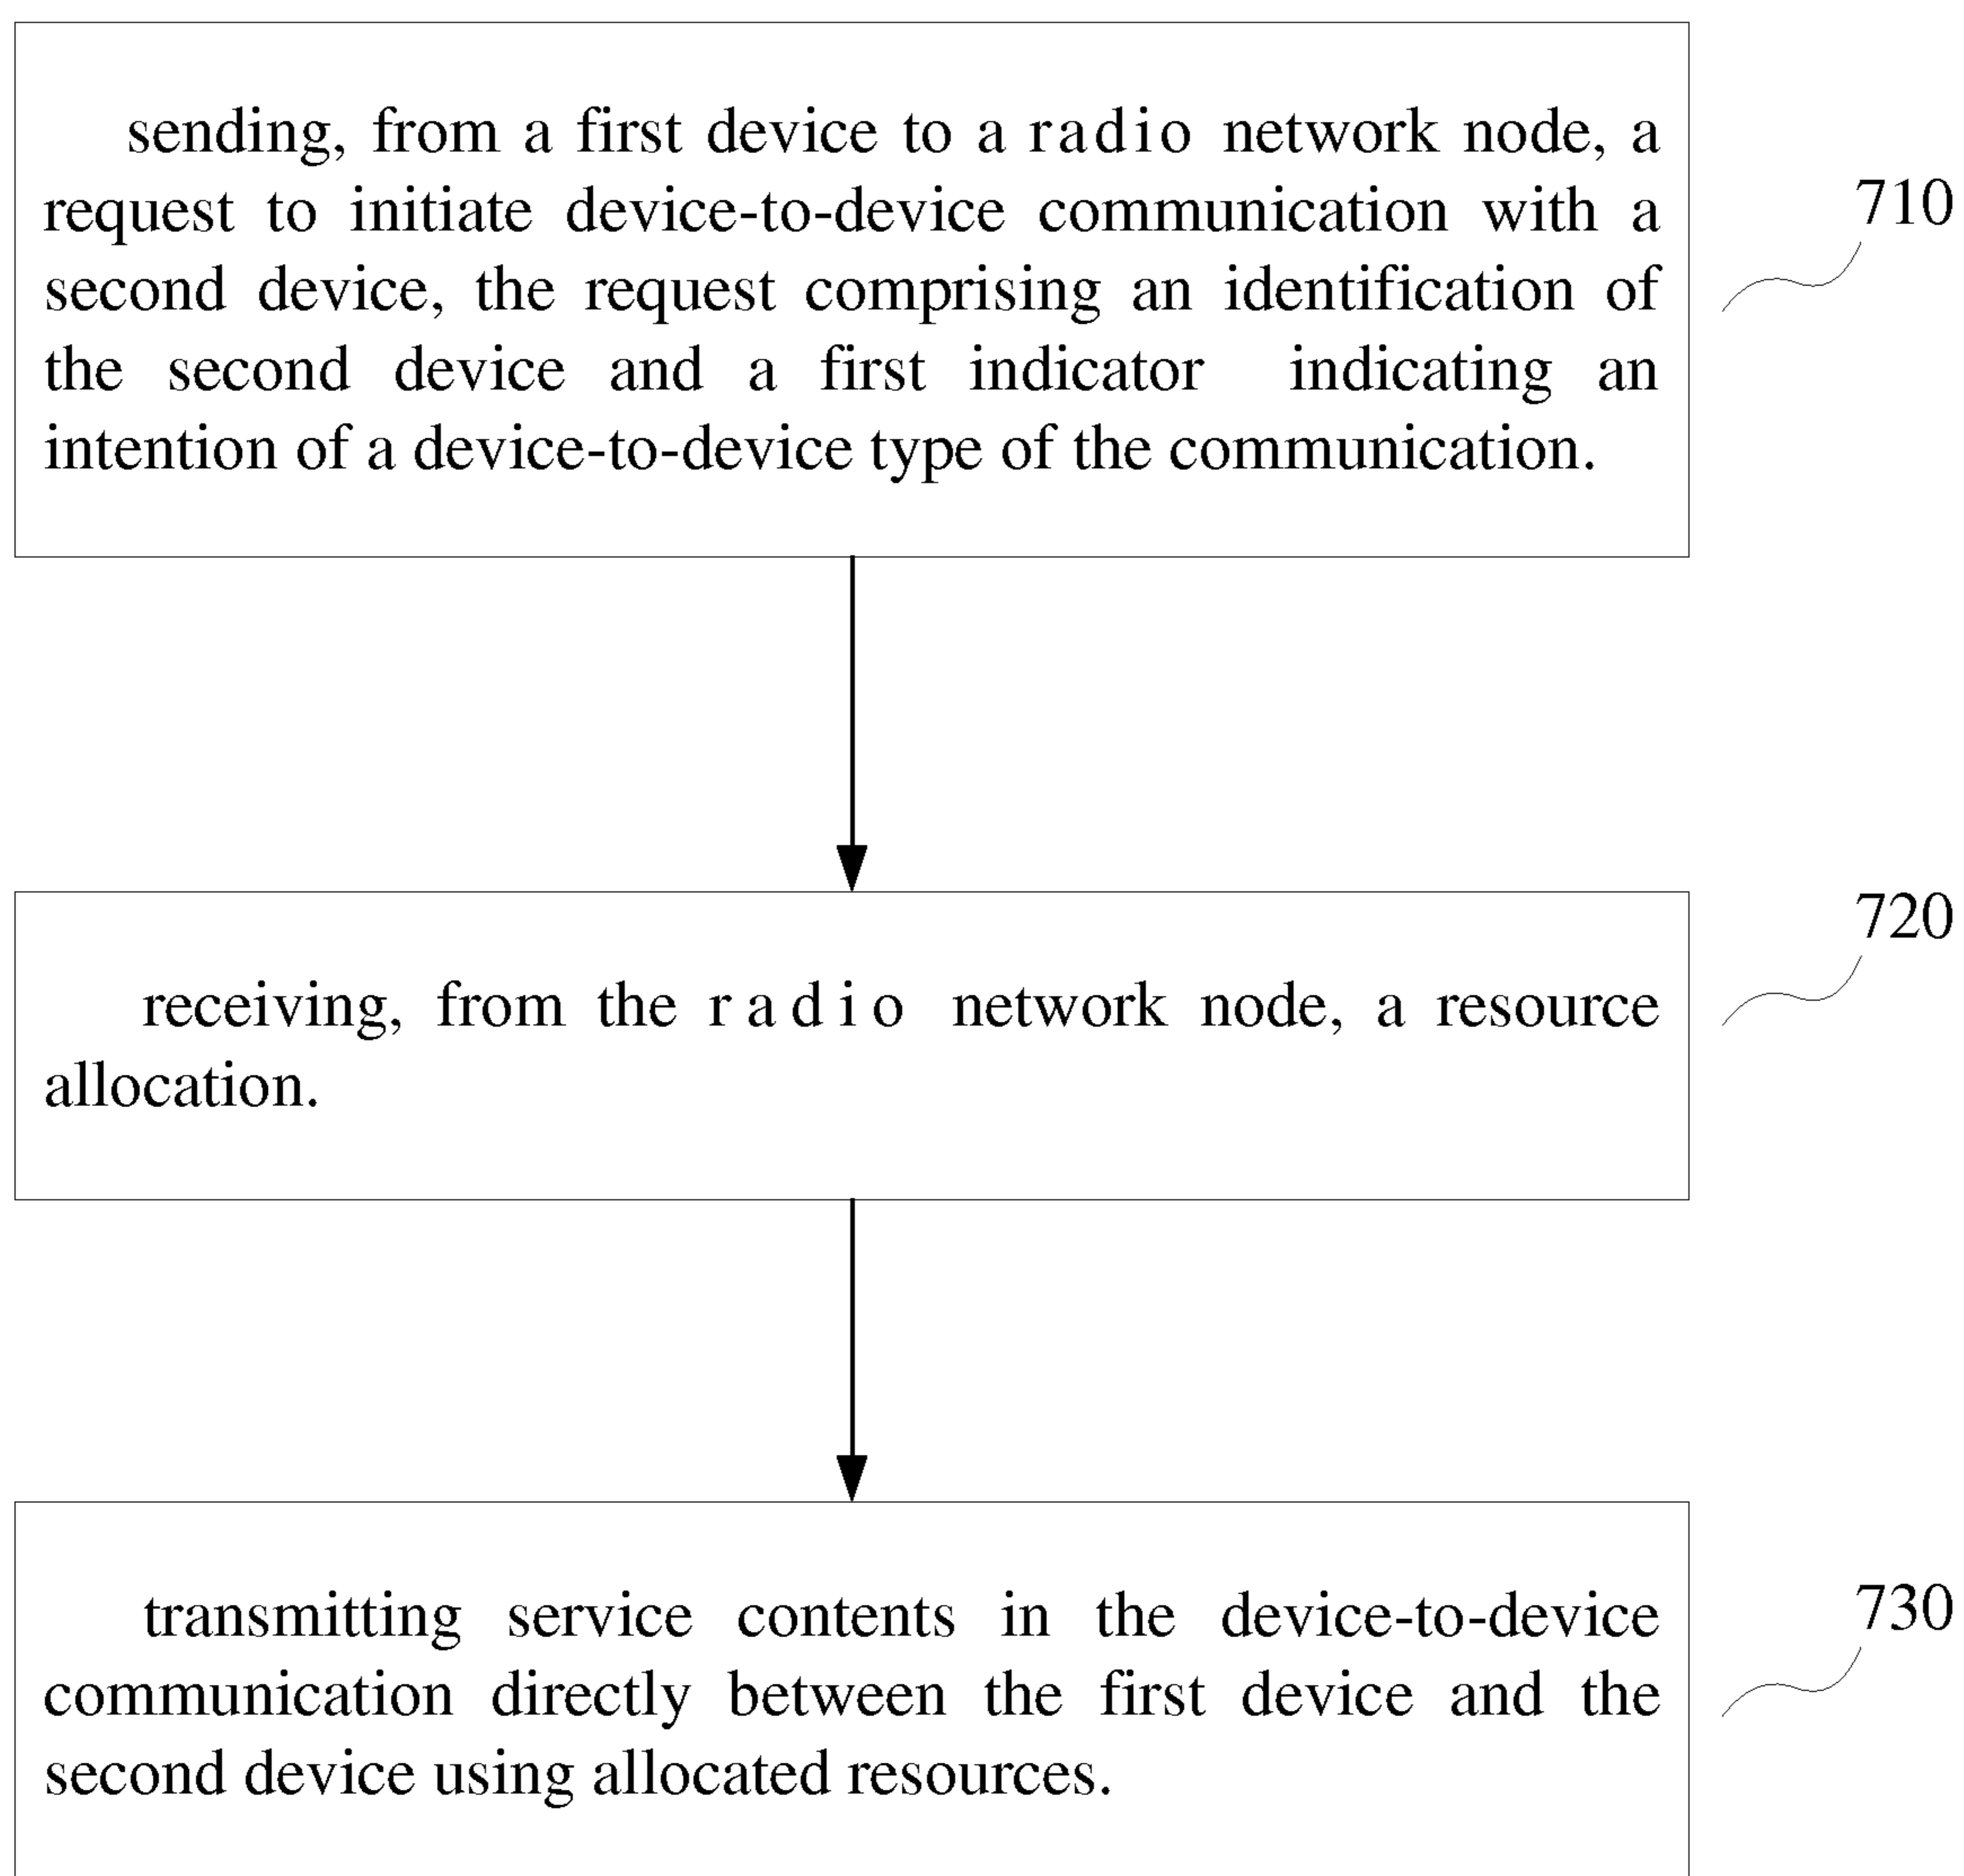 sending, from a first device to a radio network node, a
request to initiate device-to-device communication with a
second device, the request comprising an identification of
the second device and a first indicator indicating an
intention of a device-to-device type of the communication.
710
receiving, from the radio network node, a resource
allocation.
720
transmitting service contents in the device-to-device
communication directly between the first device and the
second device using allocated resources.
730